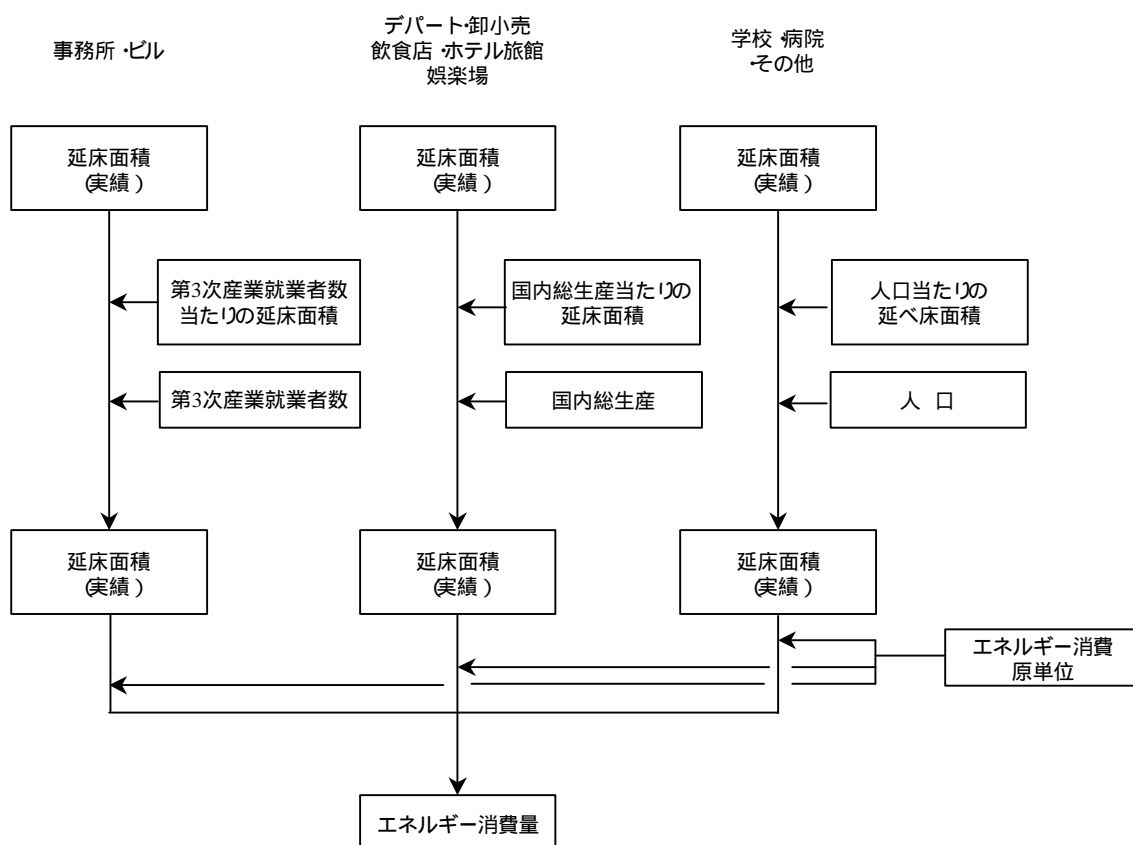 事務所・ビル
デパート・卸小売
飲食店・ホテル旅館
娯楽場
学校・病院
・その他
延床面積
(実績)
延床面積
(実績)
延床面積
(実績)
第3次産業就業者数
当たりの延床面積
国内総生産当たりの
延床面積
人口当たりの
延べ床面積
第3次産業就業者数
国内総生産
人 口
延床面積
(実績)
延床面積
(実績)
延床面積
(実績)
エネルギー消費
原単位
エネルギー消費量